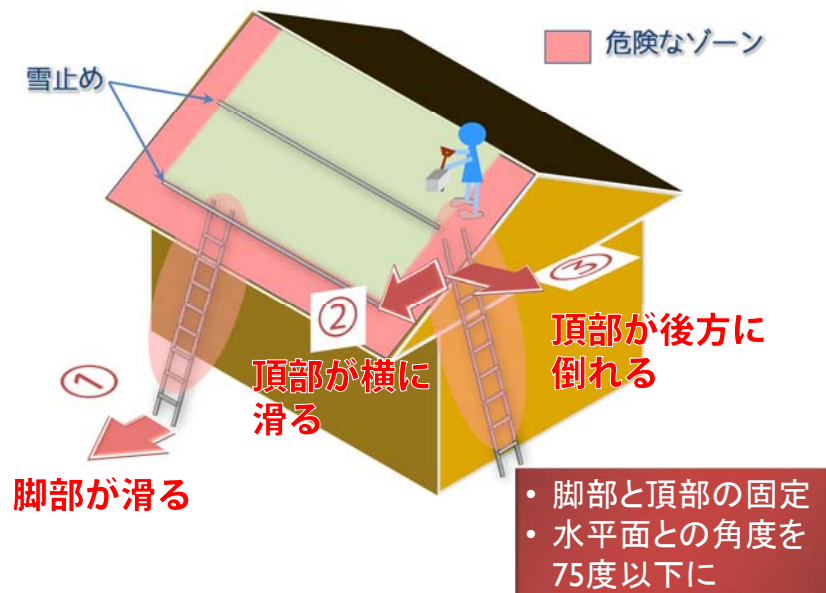 危険なゾーン
雪止め
①
脚部が滑る
②
頂部が横に
滑る
③
頂部が後方に
倒れる
• 脚部と頂部の固定
• 水平面との角度を
75度以下に